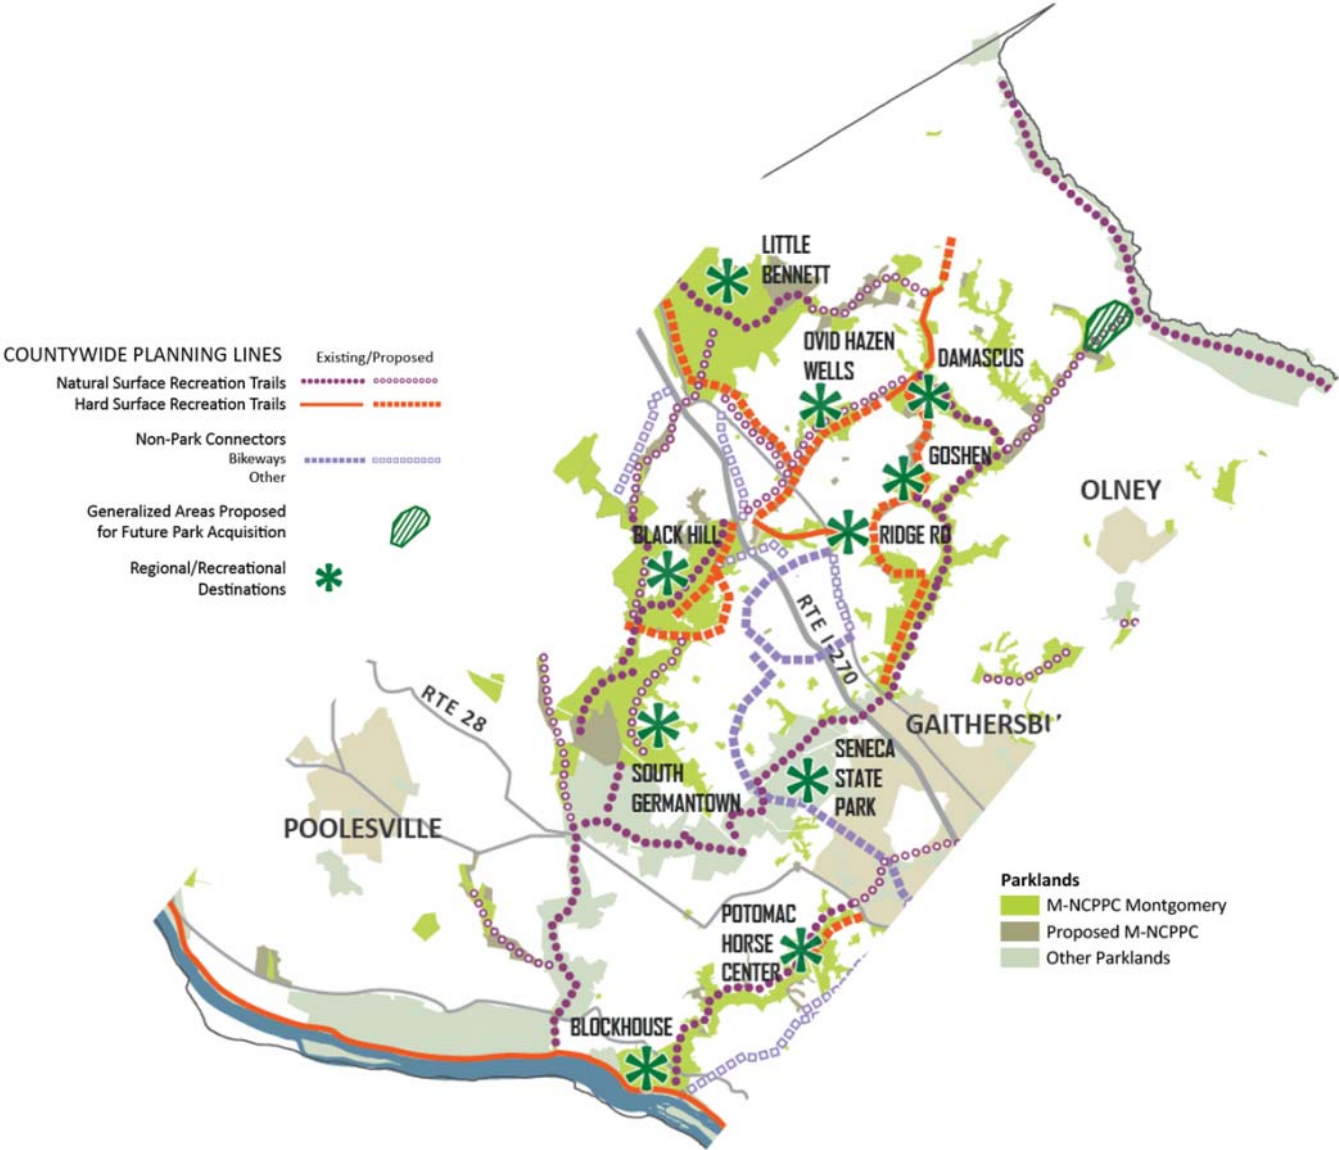 LITTLE
BENNETT
OVID HAZEN
WELLS
DAMASCUS
COUNTYWIDE PLANNING LINES
Existing/Proposed
Natural Surface Recreation Trails
Hard Surface Recreation Trails
Non-Park Connectors
Bikeways
Other
Generalized Areas Proposed
for Future Park Acquisition
Regional/Recreational
Destinations
GOSHEN
OLNEY
BLACK HILL
RIDGE RD
RTE I-270
RTE 28
GAITHERSBU
SOUTH
GERMANTOWN
SENECA
STATE
PARK
POOLESVILLE
POTOMAC
HORSE
CENTER
BLOCKHOUSE
Parklands
M-NCPPC Montgomery
Proposed M-NCPPC
Other Parklands